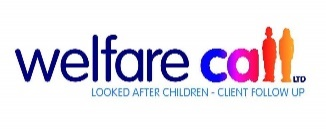 welfare call LTD
LOOKED AFTER CHILDREN - CLIENT FOLLOW UP